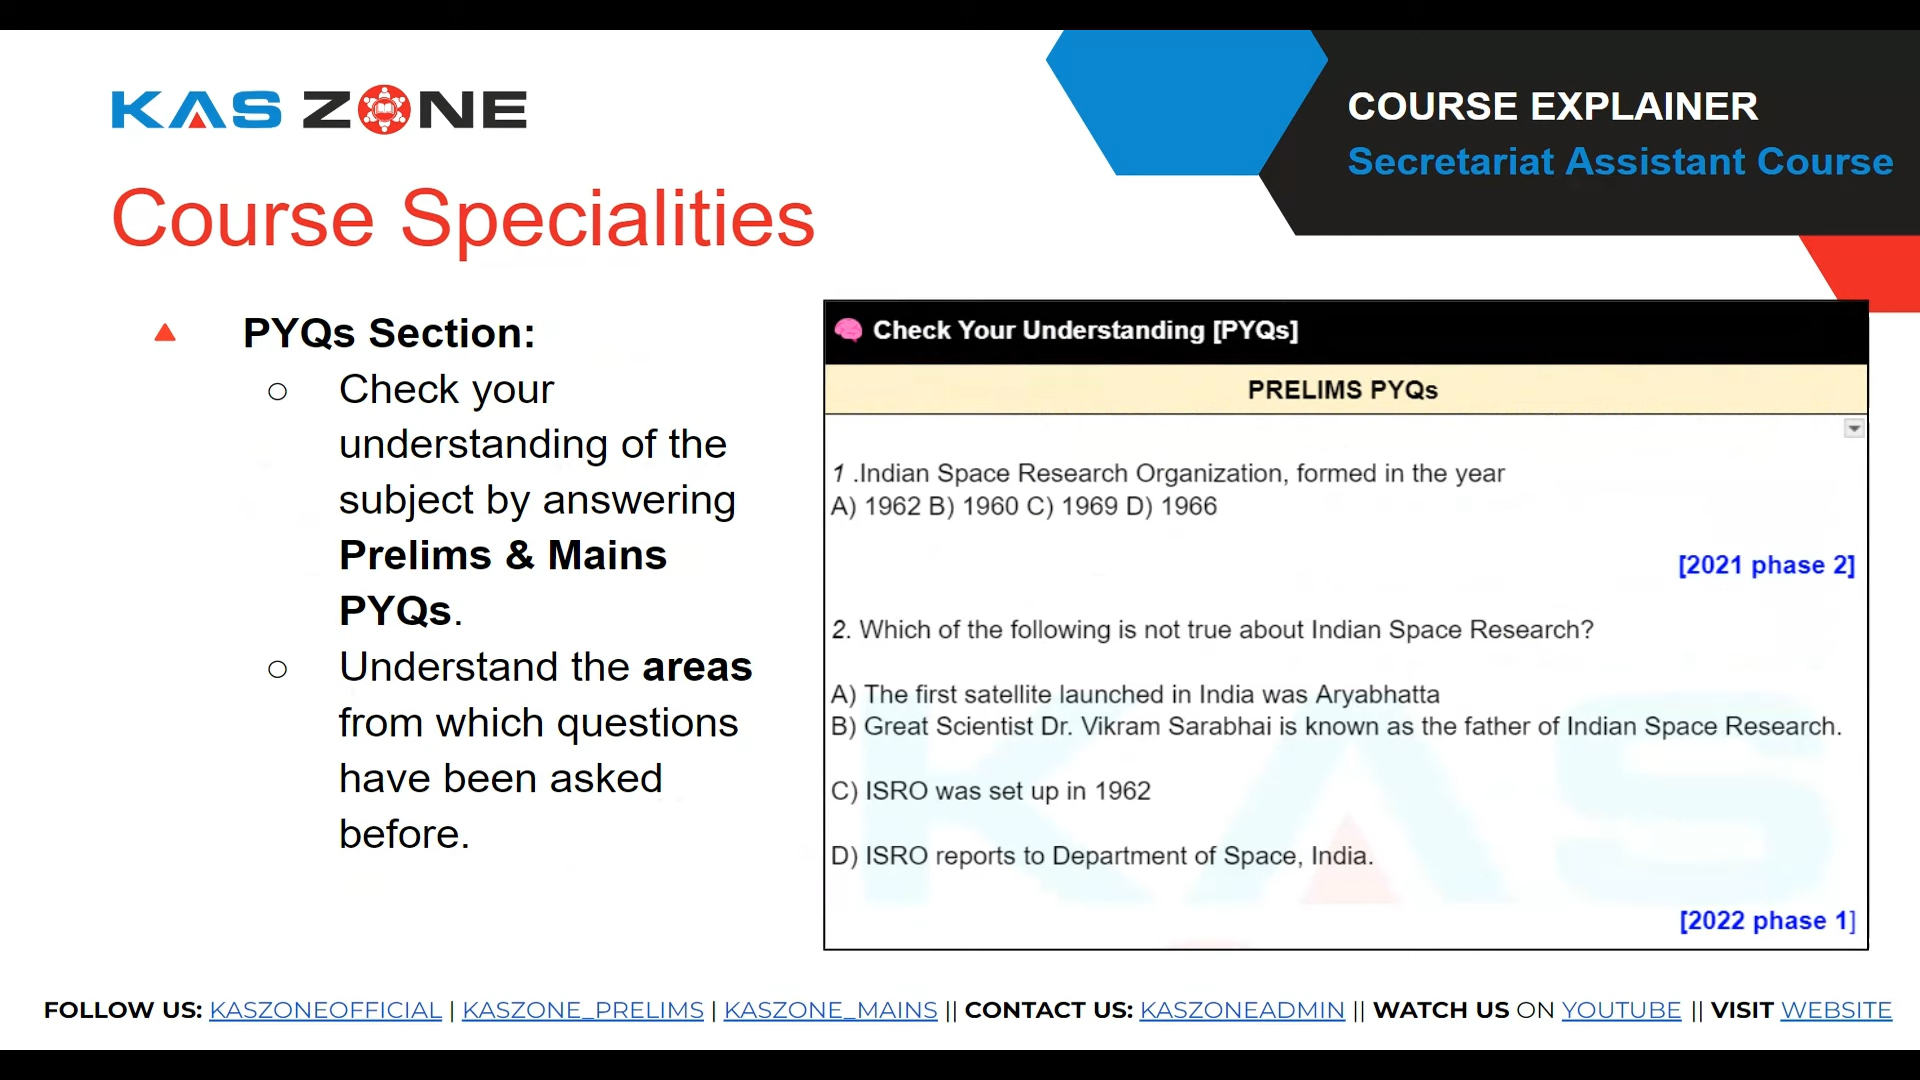 KAS ZONE
COURSE EXPLAINER
Secretariat Assistant Course
Course Specialities
PYQs Section:
Check your
understanding of the
subject by answering
Prelims & Mains
PYQs.
Understand the areas
from which questions
have been asked
before.
Check Your Understanding [PYQs]
PRELIMS PYQs
1 .Indian Space Research Organization, formed in the year
A) 1962 B) 1960 C) 1969 D) 1966
[2021 phase 2]
2. Which of the following is not true about Indian Space Research?
A) The first satellite launched in India was Aryabhatta
B) Great Scientist Dr. Vikram Sarabhai is known as the father of Indian Space Research.
C) ISRO was set up in 1962
D) ISRO reports to Department of Space, India.
[2022 phase 1]
KAS
FOLLOW US: KASZONEOFFICIAL | KASZONE_PRELIMS | KASZONE_MAINS || CONTACT US: KASZONEADMIN || WATCH US ON YOUTUBE || VISIT WEBSITE